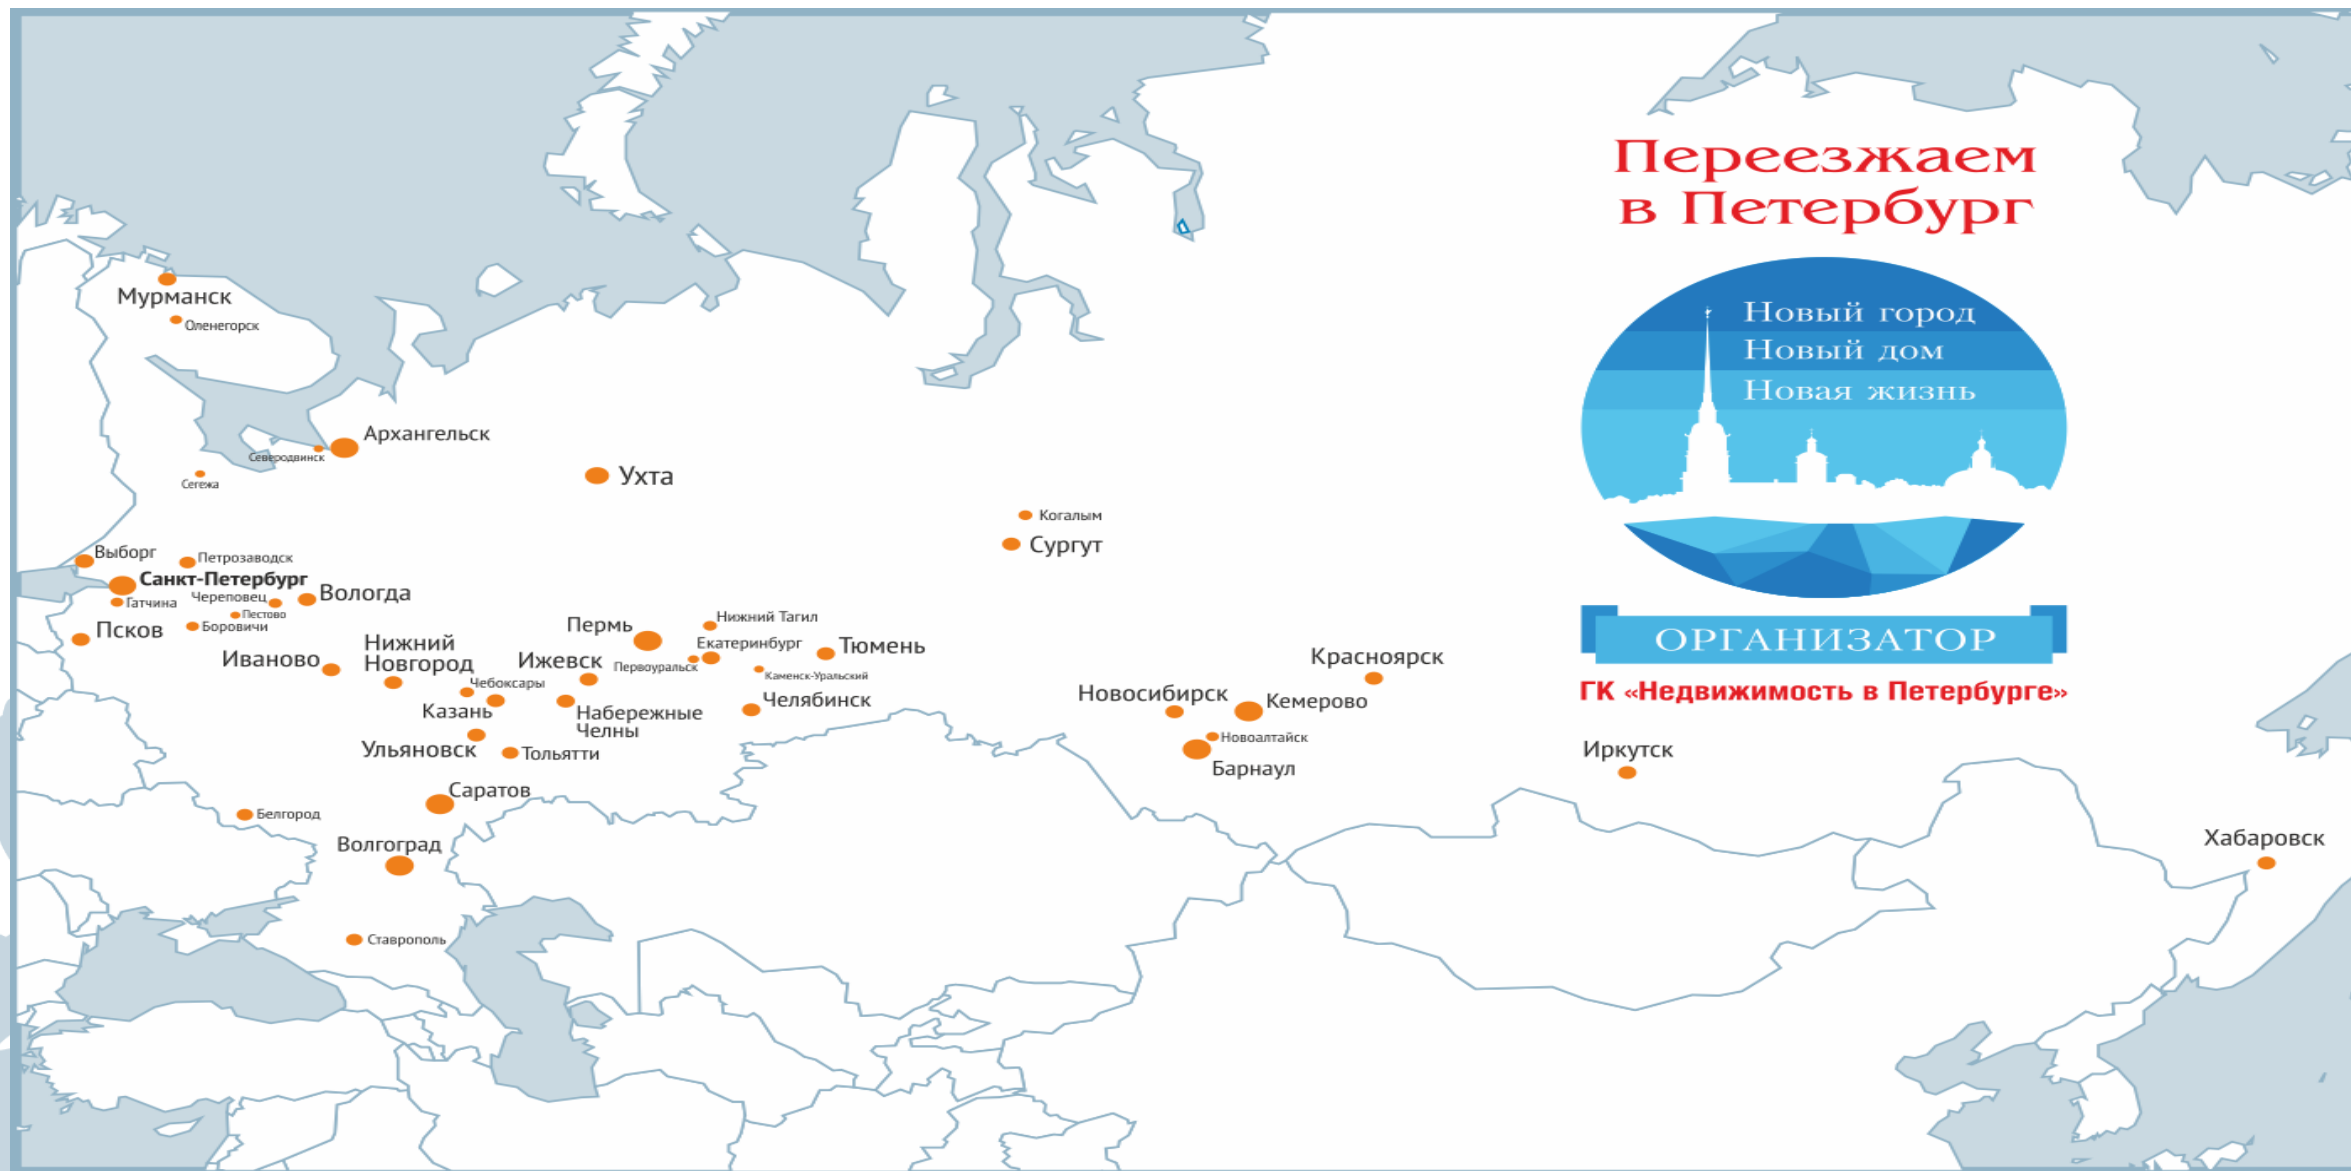 Переезжаем
в Петербург
Новый город
Новый дом
Новая жизнь
ОРГАНИЗАТОР
ГК «Недвижимость в Петербурге»
Мурманск
Оленегорск
Архангельск
Северодвинск
Сегежа
Ухта
Когалым
Сургут
Выборг
Петрозаводск
Санкт-Петербург
Гатчина
Череповец
Вологда
Пестово
Боровичи
Псков
Иваново
Нижний
Новгород
Пермь
Нижний Тагил
Екатеринбург
Первоуральск
Тюмень
Каменск-Уральский
Ижевск
Чебоксары
Казань
Набережные
Челны
Челябинск
Ульяновск
Тольятти
Саратов
Белгород
Волгоград
Ставрополь
Красноярск
Новосибирск
Кемерово
Новоалтайск
Барнаул
Иркутск
Хабаровск